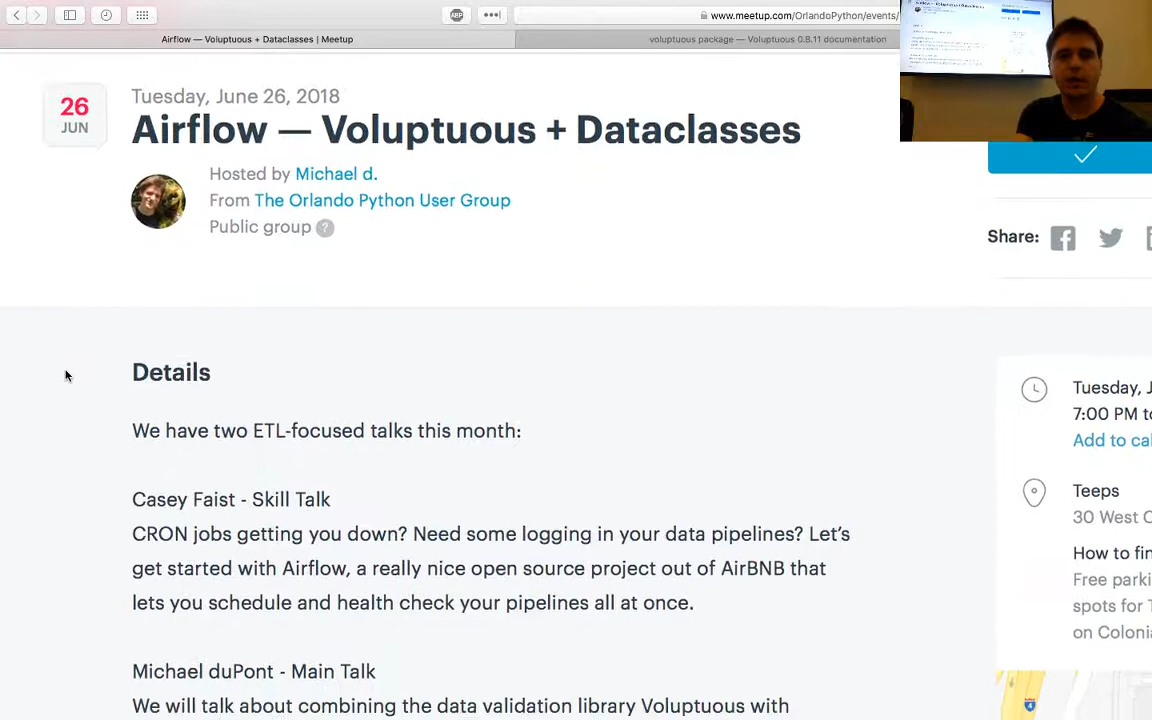 ABP
www.meetup.com/OrlandoPython/events/
Airflow — Voluptuous + Dataclasses | Meetup
voluptuous package — Voluptuous 0.8.11 documentation
26
JUN
Tuesday, June 26, 2018
Airflow — Voluptuous + Dataclasses
Hosted by Michael d.
From The Orlando Python User Group
Public group ?
Share:
Details
We have two ETL-focused talks this month:
Casey Faist - Skill Talk
CRON jobs getting you down? Need some logging in your data pipelines? Let's
get started with Airflow, a really nice open source project out of AirBNB that
lets you schedule and health check your pipelines all at once.
Michael duPont - Main Talk
We will talk about combining the data validation library Voluptuous with
Tuesday, J
7:00 PM to
Add to cal
Teeps
30 West C
How to fin
Free parki
spots for T
on Coloni
4